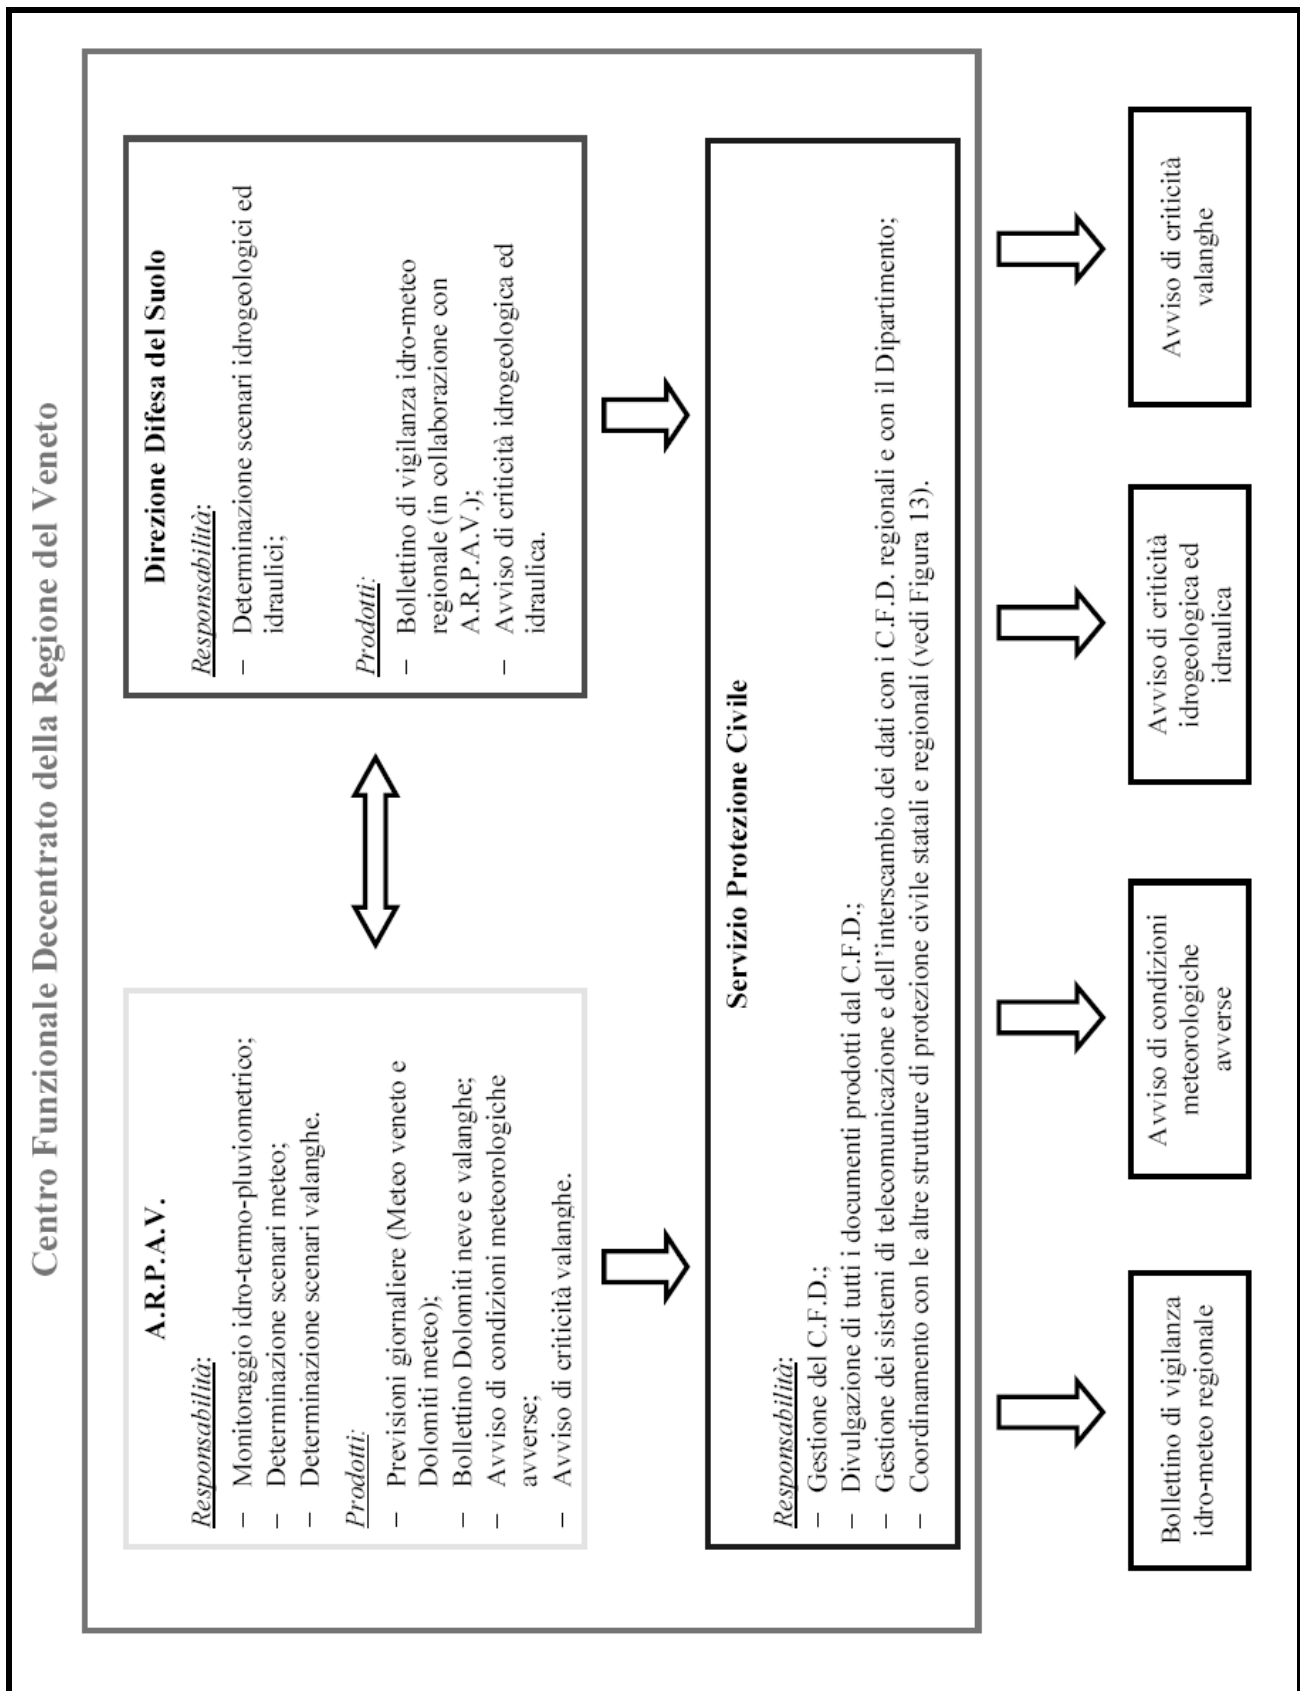 Centro Funzionale Decentrato della Regione del Veneto
A.R.P.A.V.
Responsabilità:
– Monitoraggio idro-termo-pluviometrico;
– Determinazione scenari meteo;
– Determinazione scenari valanghe.
Prodotti:
– Previsioni giornaliere (Meteo veneto e
Dolomiti meteo);
– Bollettino Dolomiti neve e valanghe;
– Avviso di condizioni meteorologiche
avverse;
– Avviso di criticità valanghe.
Direzione Difesa del Suolo
Responsabilità:
– Determinazione scenari idrogeologici ed
idraulici;
Prodotti:
– Bollettino di vigilanza idro-meteo
regionale (in collaborazione con
A.R.P.A.V.);
– Avviso di criticità idrogeologica ed
idraulica.
Servizio Protezione Civile
Responsabilità:
– Gestione del C.F.D.;
– Divulgazione di tutti i documenti prodotti dal C.F.D.;
– Gestione dei sistemi di telecomunicazione e dell'interscambio dei dati con i C.F.D. regionali e con il Dipartimento;
– Coordinamento con le altre strutture di protezione civile statali e regionali (vedi Figura 13).
Bollettino di vigilanza
idro-meteo regionale
Avviso di condizioni
meteorologiche
avverse
Avviso di criticità
idrogeologica ed
idraulica
Avviso di criticità
valanghe